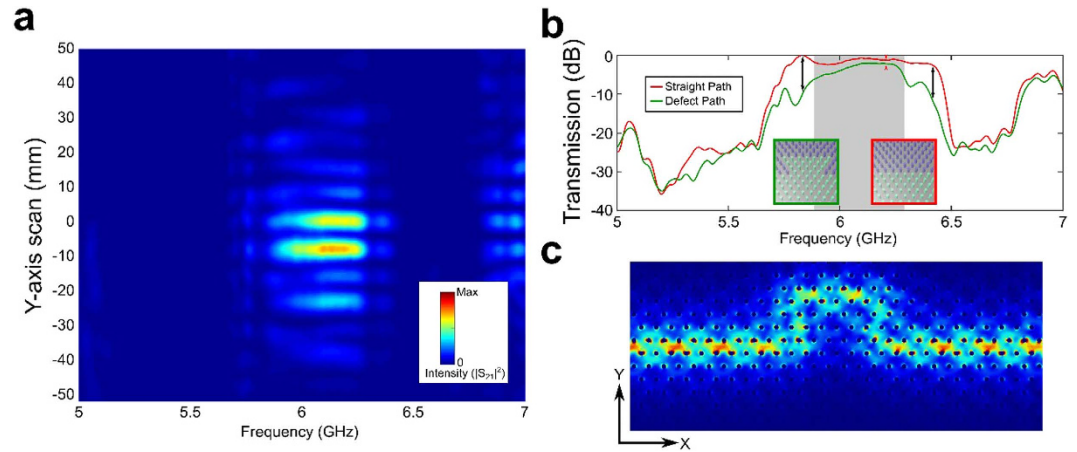 a
50
40
30
20
10
0
-10
-20
-30
-40
-50
Y-axis scan (mm)
5
6
6.5
7
Frequency (GHz)
Max
0
Intensity (|S21|²)
b
0
-10
-20
-30
-40
Transmission (dB)
Straight Path
Defect Path
5
5.5
6
6.5
7
Frequency (GHz)
c
Y
X